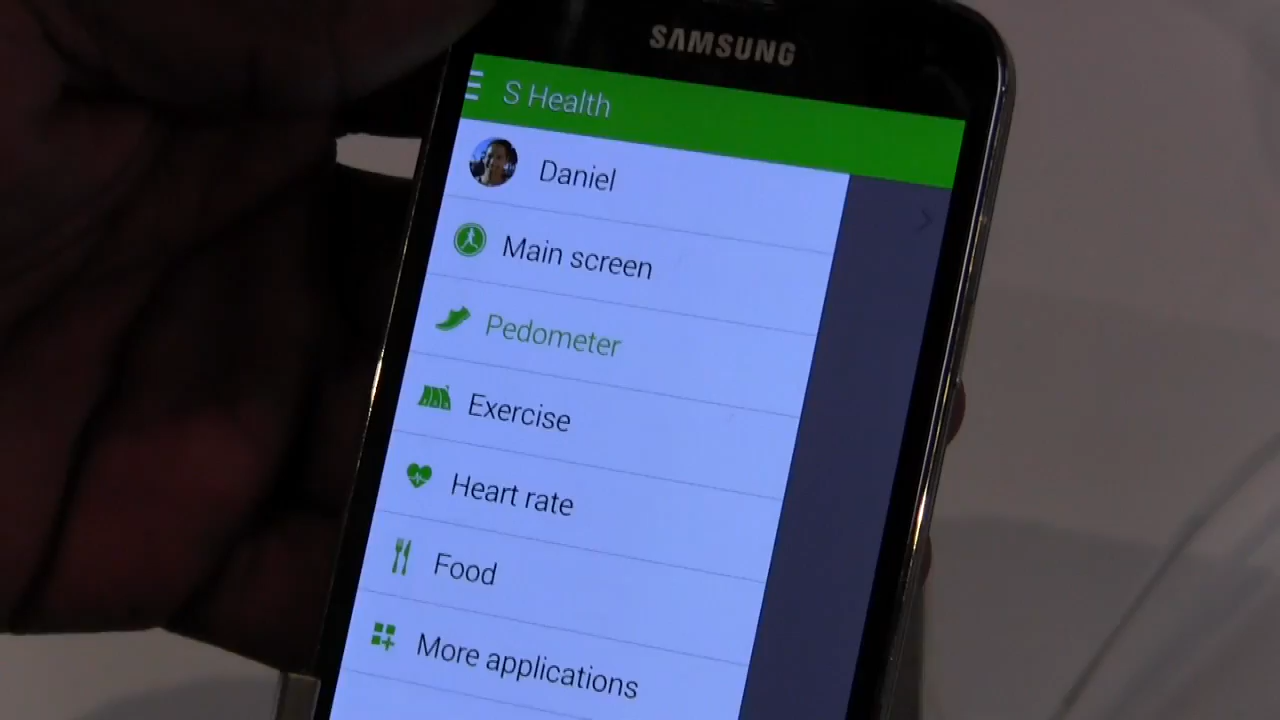 SAMSUNG
S Health
Daniel
Main screen
Pedometer
Exercise
Heart rate
Food
More applications